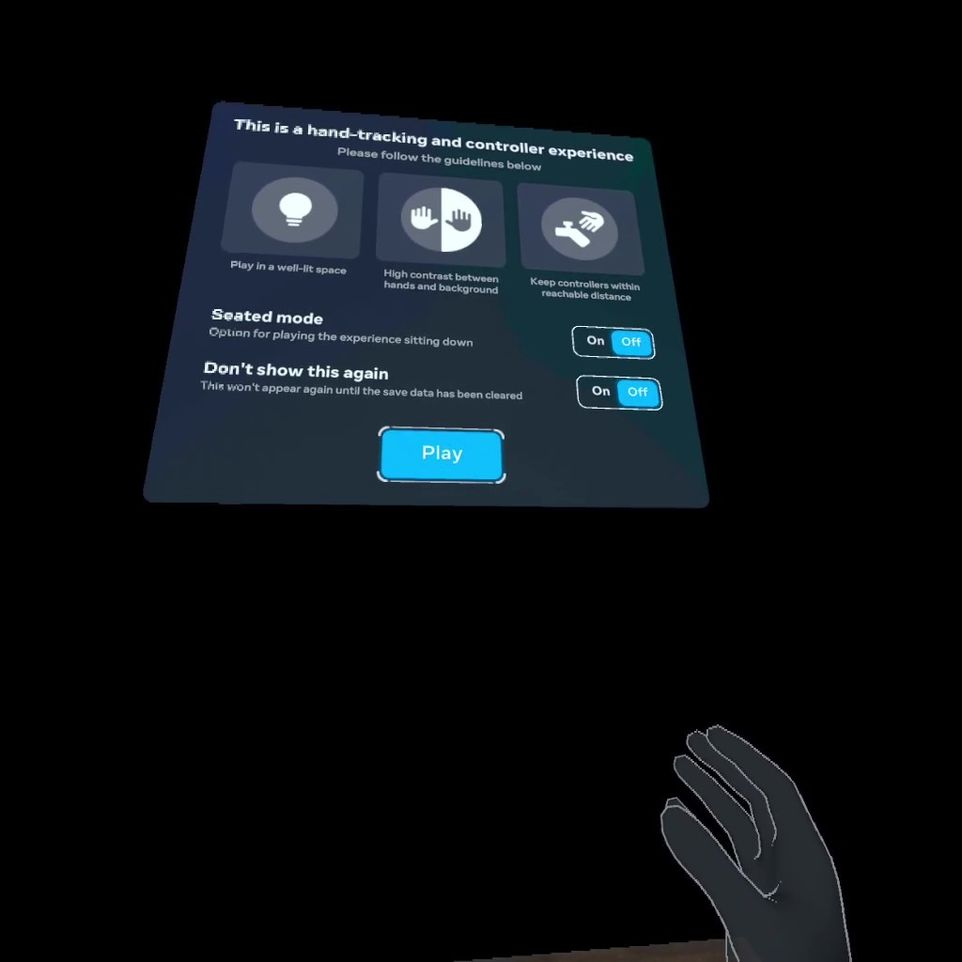 This is a hand-tracking and controller experience
Please follow the guidelines below
Play in a well-lit space
High contrast between
hands and background
Keep controllers within
reachable distance
Seated mode
Option for playing the experience sitting down
On Off
Don't show this again
This won't appear again until the save data has been cleared
On Off
Play